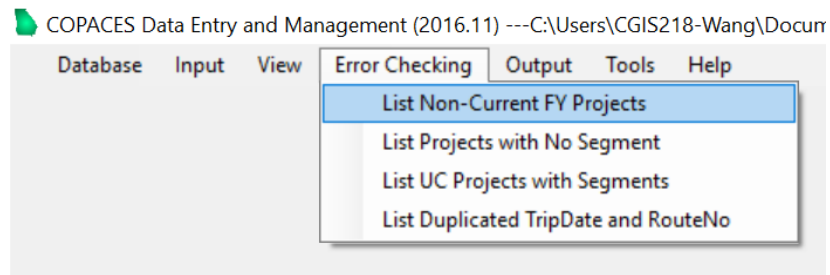 COPACES Data Entry and Management (2016.11) ---C:\Users\CGIS218-Wang\Docum
Database Input View Error Checking Output Tools Help
List Non-Current FY Projects
List Projects with No Segment
List UC Projects with Segments
List Duplicated TripDate and RouteNo